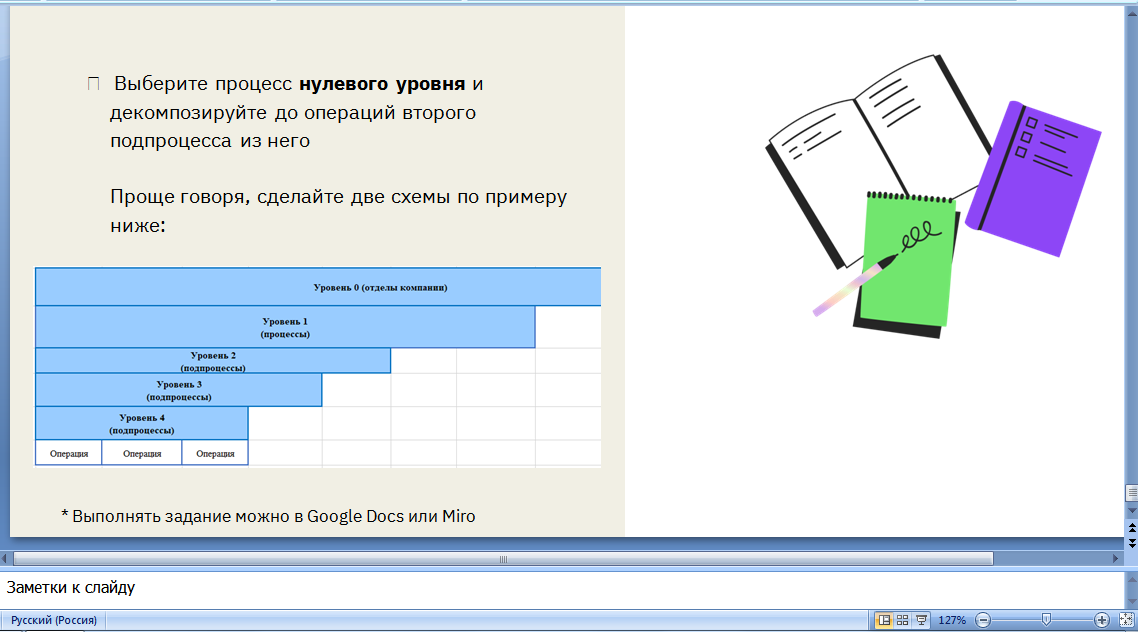 Выберите процесс нулевого уровня и
декомпозируйте до операций второго
подпроцесса из него
Проще говоря, сделайте две схемы по примеру
ниже:
Уровень 0 (отделы компании)
Уровень 1
(процессы)
Уровень 2
(подпроцессы)
Уровень 3
(подпроцессы)
Уровень 4
(подпроцессы)
Операция Операция Операция
* Выполнять задание можно в Google Docs или Miro
Заметки к слайду
Русский (Россия) 127%